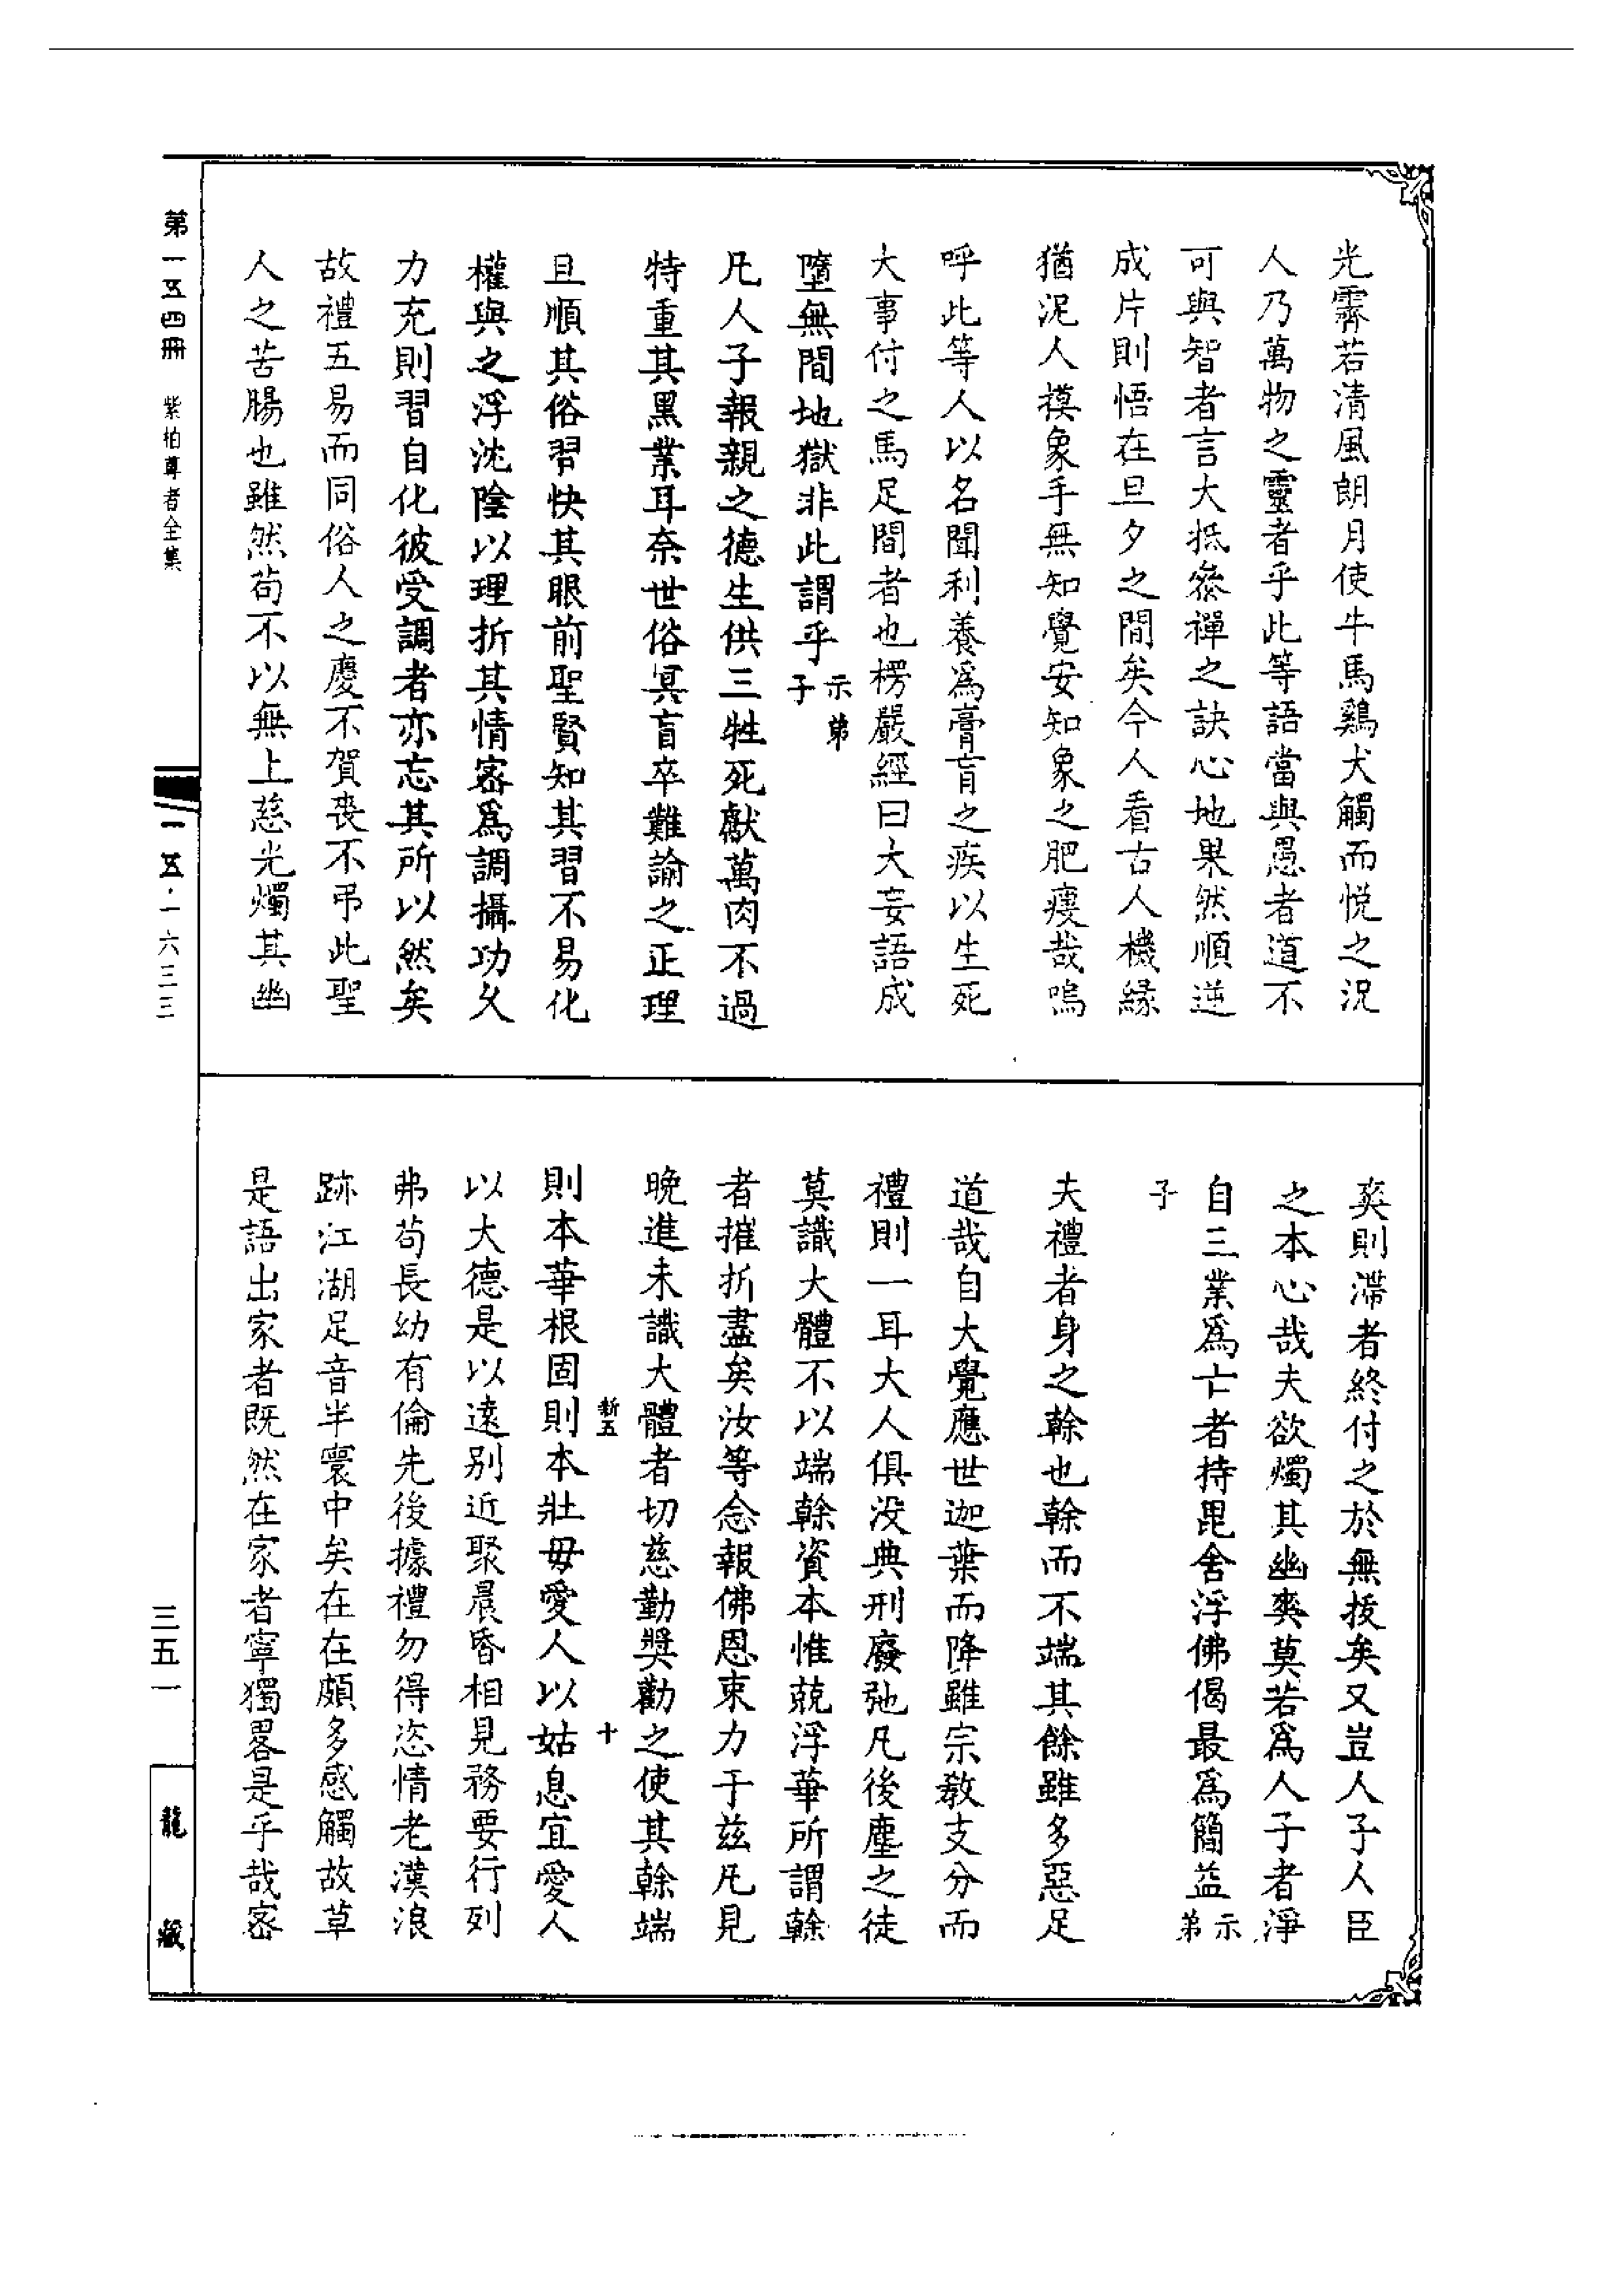 光霽若清風朗月使牛馬鷄犬觸而悦之況
人乃萬物之靈者乎此等語當與愚者道不
可與智者言大抵叅禪之訣心地果然順逆
成片則悟在旦夕之間矣今人看古人機緣
猶泥人摸象手無知覺安知象之肥瘦哉嗚
呼此等人以名聞利養爲膏肓之疾以生死
大事付之馬足間者也楞嚴經曰大妄語成
墮無間地獄非此謂乎示弟子
凡人子報親之德生供三牲死獻萬肉不過
特重其黑業耳奈世俗冥盲卒難諭之正理
且順其俗習快其眼前聖賢知其習不易化
權與之浮沈陰以理折其情密爲調攝功久
力充則習自化彼受調者亦忘其所以然矣
故禮五易而同俗人之慶不賀喪不弔此聖
人之苦腸也雖然苟不以無上慈光燭其幽
爽則滯者終付之於無拔矣又豈人子人臣
之本心哉夫欲燭其幽爽莫若爲人子者淨
自三業爲亡者持毘舍浮佛偈最爲簡益示弟
子
夫禮者身之榦也榦而不端其餘雖多惡足
道哉自大覺應世迦葉而降雖宗教支分而
禮則一耳大人俱没典刑廢弛凡後塵之徒
莫識大體不以端榦資本惟兢浮華所謂榦
者摧折盡矣汝等念報佛恩束力于兹凡見
晚進未識大體者切慈勤獎勸之使其榦端
新五 十
則本華根固則本壯毋愛人以姑息宜愛人
以大德是以遠别近聚晨昏相見務要行列
弗苟長幼有倫先後據禮勿得恣情老漢浪
跡江湖足音半寰中矣在在頗多感觸故草
是語出家者既然在家者寧獨畧是乎哉密
第一五四冊 紫柏尊者全集
一五·一六三三
三五一
龍藏